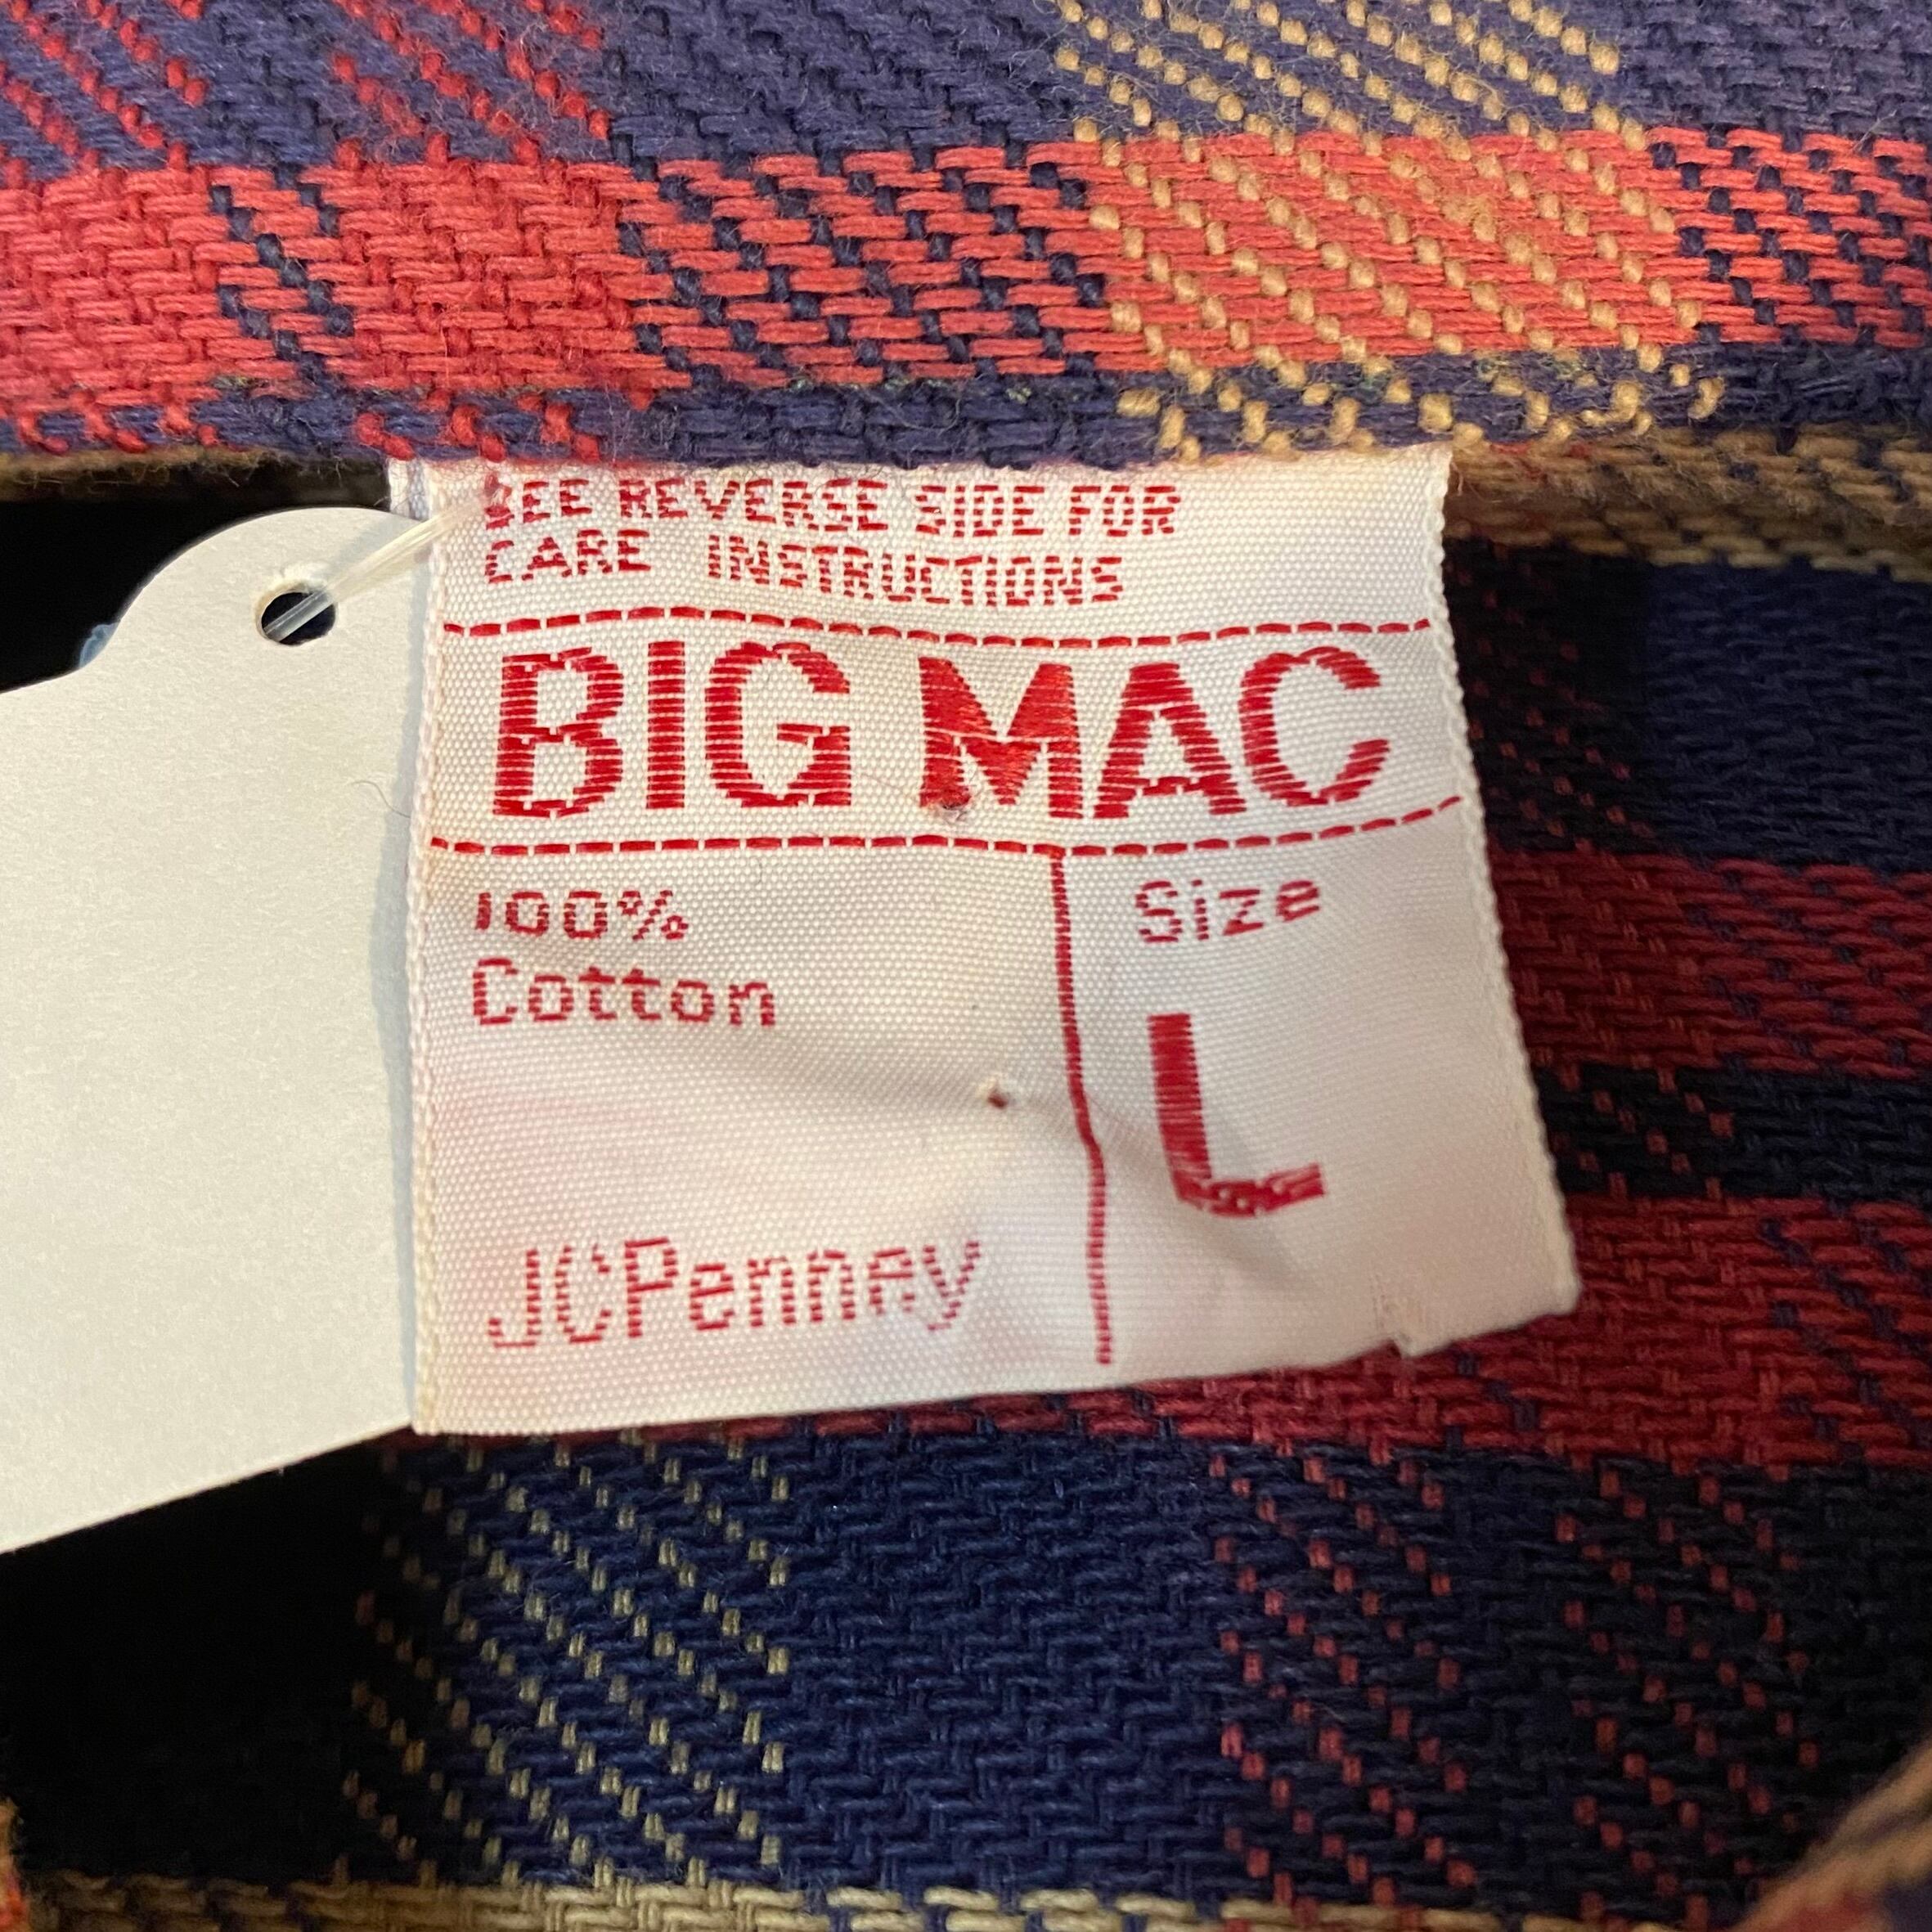 SEE REVERSE SIDE FOR
CARE INSTRUCTIONS
BIG MAC
100%
Cotton
Size
L
JCPenney